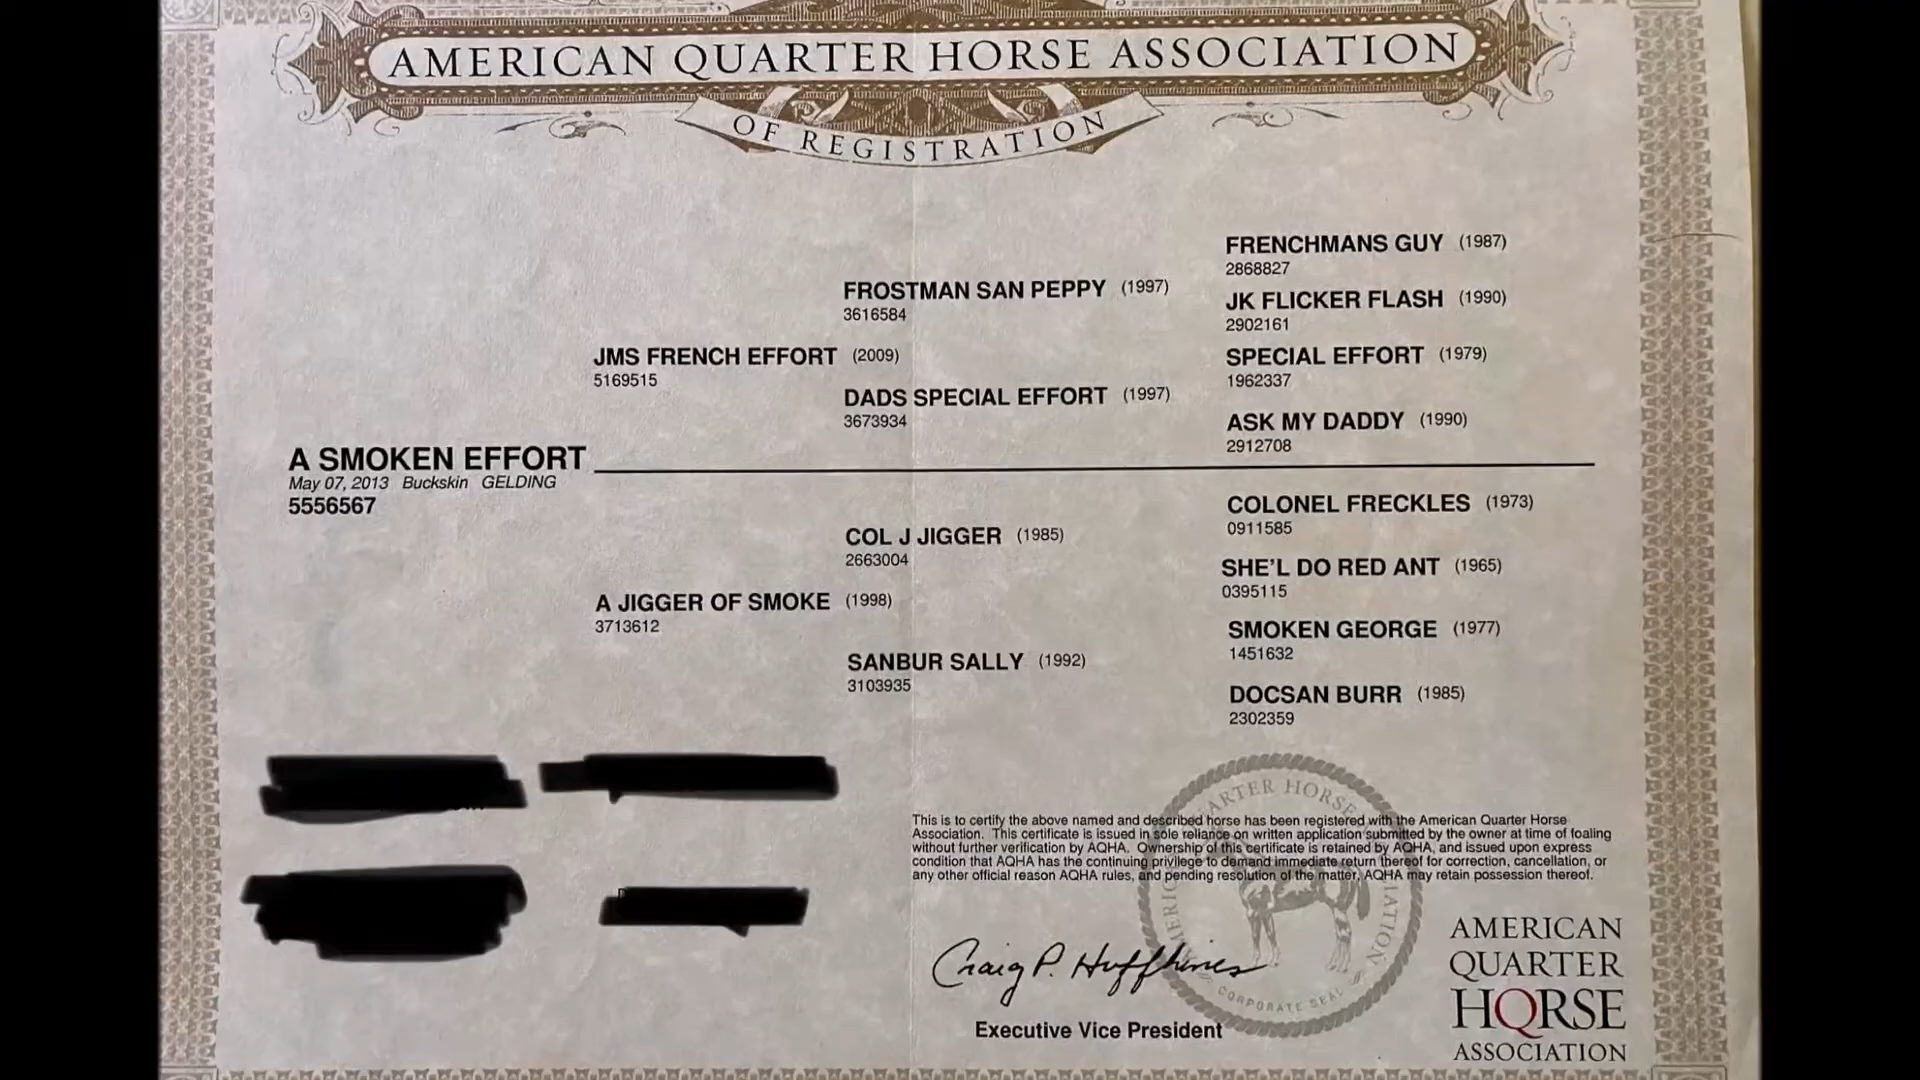 AMERICAN QUARTER HORSE ASSOCIATION
OF REGISTRATION
FRENCHMANS GUY (1987)
2868827
FROSTMAN SAN PEPPY (1997)
3616584
JK FLICKER FLASH (1990)
2902161
JMS FRENCH EFFORT (2009)
5169515
SPECIAL EFFORT (1979)
1962337
DADS SPECIAL EFFORT (1997)
3673934
ASK MY DADDY (1990)
2912708
A SMOKEN EFFORT
May 07, 2013 Buckskin GELDING
5556567
COLONEL FRECKLES (1973)
0911585
COL J JIGGER (1985)
2663004
SHE'L DO RED ANT (1965)
0395115
A JIGGER OF SMOKE (1998)
3713612
SMOKEN GEORGE (1977)
1451632
SANBUR SALLY (1992)
3103935
DOCSAN BURR (1985)
2302359
This is to certify the above named and described horse has been registered with the American Quarter Horse
Association. This certificate is issued in sole reliance on written application submitted by the owner at time of foaling
without further verification by AQHA. Ownership of this certificate is retained by AQHA, and issued upon express
condition that AQHA has the continuing privilege to demand immediate return thereof for correction, cancellation, or
any other official reason AQHA rules, and pending resolution of the matter, AQHA may retain possession thereof.
Craig P. Huffhines
CORPORATE SEAL
Executive Vice President
AMERICAN
QUARTER
HORSE
ASSOCIATION